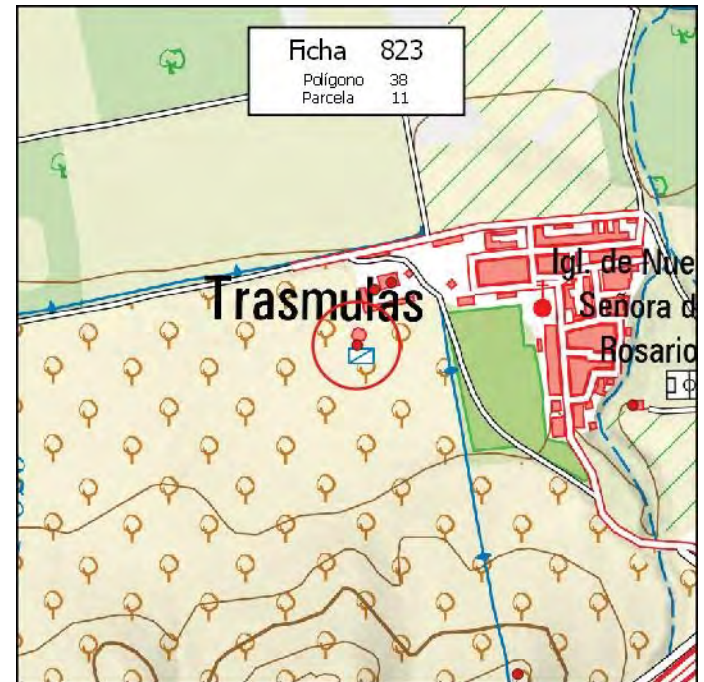 Ficha 823
Polígono 38
Parcela 11
Trasmulas
Igl. de Nue
Señora d
Rosario